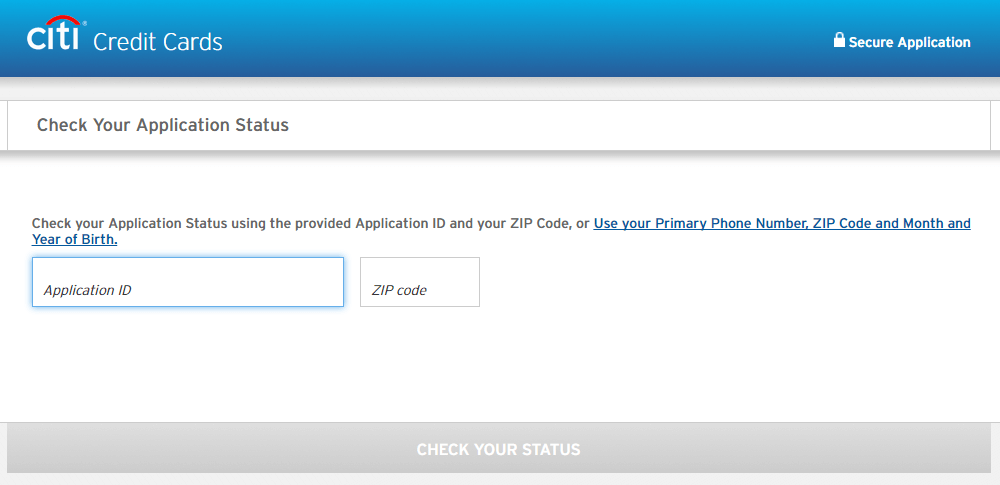 citi® Credit Cards
Secure Application
Check Your Application Status
Check your Application Status using the provided Application ID and your ZIP Code, or Use your Primary Phone Number, ZIP Code and Month and
Year of Birth.
Application ID
ZIP code
CHECK YOUR STATUS